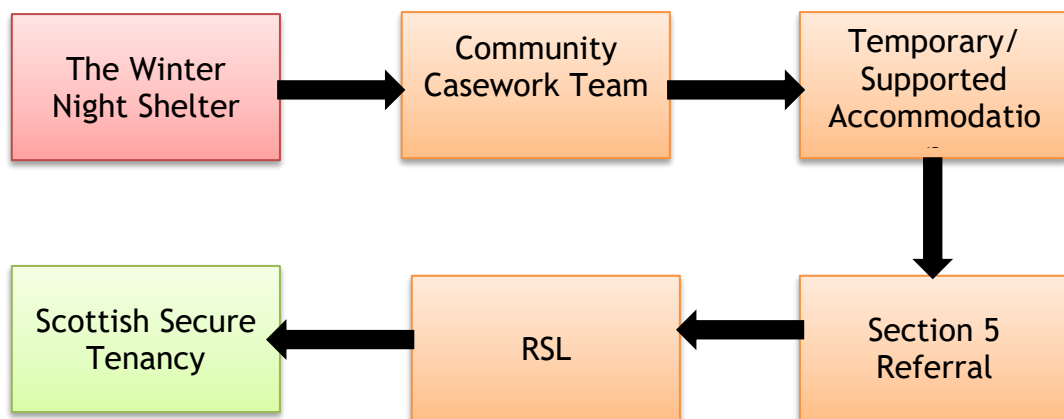 The Winter
Night Shelter
Community
Casework Team
Temporary/
Supported
Accommodatio
Section 5
Referral
RSL
Scottish Secure
Tenancy